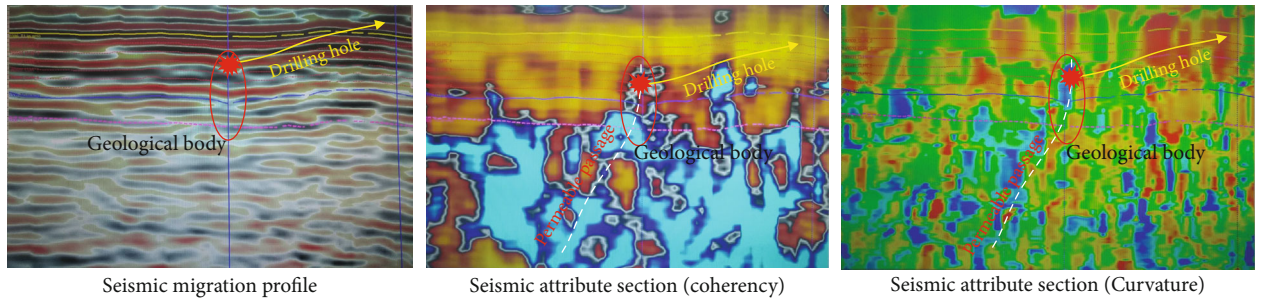 Drilling hole
Geological body
Seismic migration profile
Drilling hole
Geological body
Permeable passage
Seismic attribute section (coherency)
Drilling hole
Geological body
Permeable passage
Seismic attribute section (Curvature)